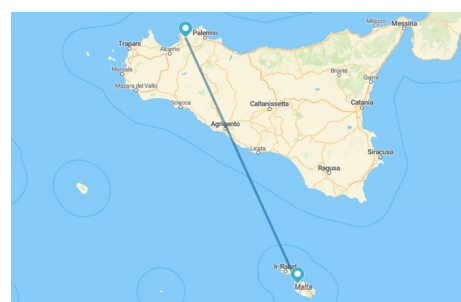 Milazzo
Messina
Palermo
Trapani
Alcamo
Marsala
Bronte
Giarre
Mazara del Vallo
Sciacca
Caltanissetta
Catania
Agrigento
Licata
Siracusa
Ragusa
Ir-Rabat
Malta